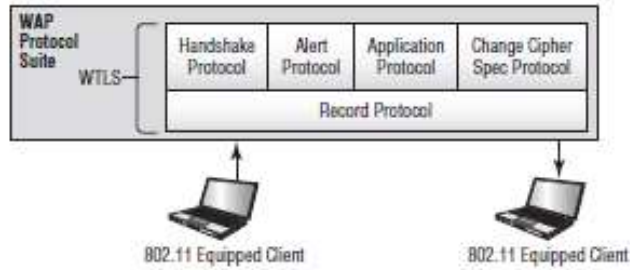 WAP
Protocol
Suite
WTLS
Handshake
Protocol
Alert
Protocol
Application
Protocol
Change Cipher
Spec Protocol
Record Protocol
802.11 Equipped Client
802.11 Equipped Client